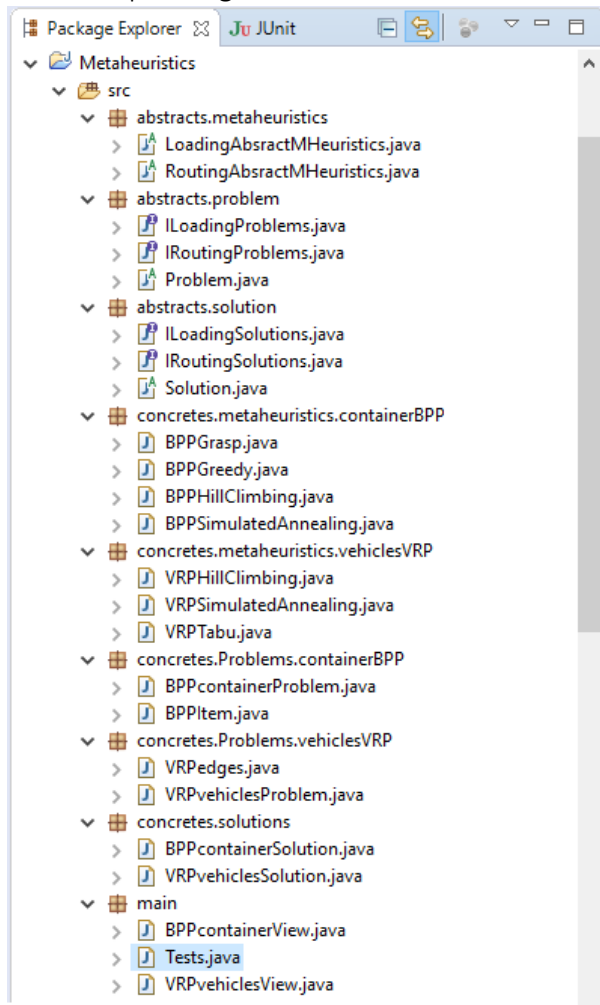 Package Explorer JUnit
Metaheuristics
src
abstracts.metaheuristics
LoadingAbsractMHeuristics.java
RoutingAbsractMHeuristics.java
abstracts.problem
ILoadingProblems.java
IRoutingProblems.java
Problem.java
abstracts.solution
ILoadingSolutions.java
IRoutingSolutions.java
Solution.java
concretes.metaheuristics.containerBPP
BPPGrasp.java
BPPGreedy.java
BPPHillClimbing.java
BPPSimulatedAnnealing.java
concretes.metaheuristics.vehiclesVRP
VRPHillClimbing.java
VRPSimulatedAnnealing.java
VRPTabu.java
concretes.Problems.containerBPP
BPPcontainerProblem.java
BPPItem.java
concretes.Problems.vehiclesVRP
VRPedges.java
VRPvehiclesProblem.java
concretes.solutions
BPPcontainerSolution.java
VRPvehiclesSolution.java
main
BPPcontainerView.java
Tests.java
VRPvehiclesView.java